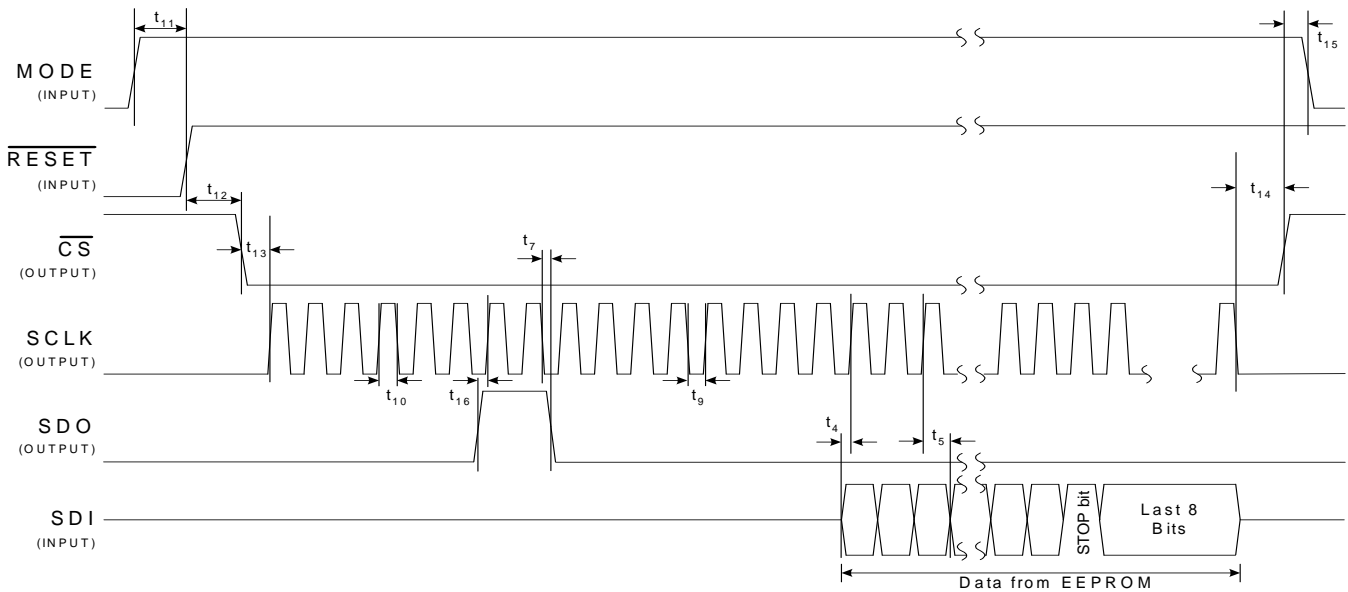 t11
t15
MODE
(INPUT)
RESET
(INPUT)
t12
t14
CS
(OUTPUT)
t13
t7
SCLK
(OUTPUT)
t10
t16
t9
SDO
(OUTPUT)
t4
t5
SDI
(INPUT)
STOP bit
Last 8
Bits
Data from EEPROM